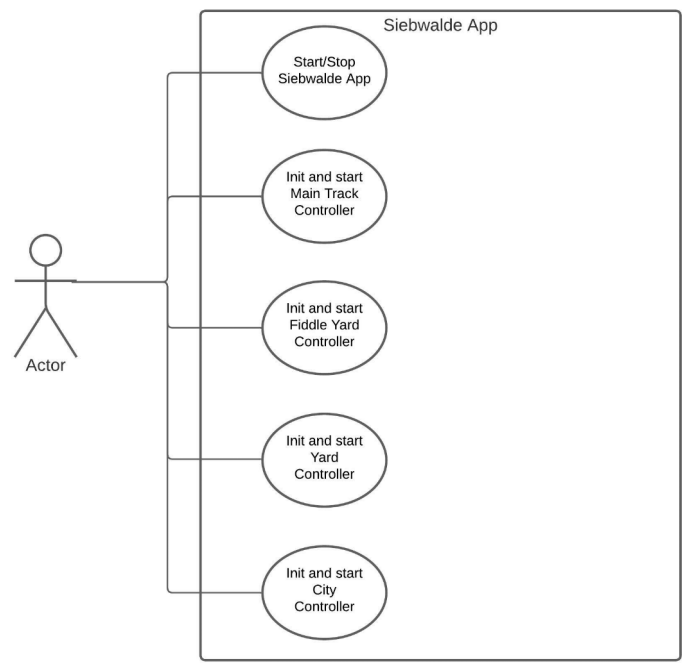 Siebwalde App
Start/Stop
Siebwalde App
Init and start
Main Track
Controller
Init and start
Fiddle Yard
Controller
Actor
Init and start
Yard
Controller
Init and start
City
Controller